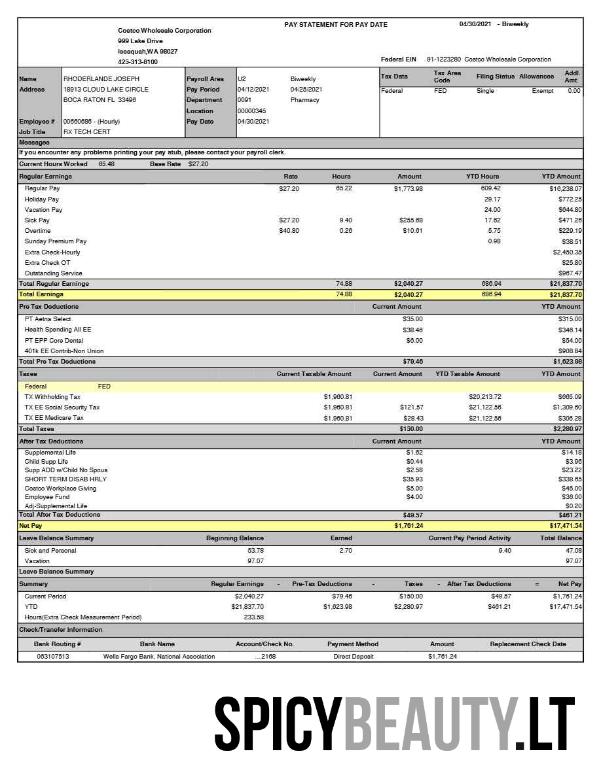 PAY STATEMENT FOR PAY DATE 04/30/2021 - Biweekly
Costco Wholesale Corporation
999 Lake Drive
Issaquah,WA 98027
425-313-8100
Federal EIN 91-1223280 Costco Wholesale Corporation
Name RHODERLANDE JOSEPH Payroll Area U2 Biweekly Tax Data Tax Area Code Filing Status Allowances Addl. Amt.
Address 18913 CLOUD LAKE CIRCLE Pay Period 04/12/2021 04/25/2021 Federal FED Single Exempt 0.00
BOCA RATON FL 33496 Department 0091 Pharmacy
Location 00000345
Employee # 00560686 - (Hourly) Pay Date 04/30/2021
Job Title RX TECH CERT
Messages
If you encounter any problems printing your pay stub, please contact your payroll clerk.
Current Hours Worked 65.48 Base Rate $27.20
Regular Earnings Rate Hours Amount YTD Hours YTD Amount
Regular Pay $27.20 65.22 $1,773.98 609.42 $16,238.07
Holiday Pay 29.17 $772.25
Vacation Pay 24.00 $644.80
Sick Pay $27.20 9.40 $255.68 17.62 $471.26
Overtime $40.80 0.26 $10.61 5.75 $229.19
Sunday Premium Pay 0.98 $38.51
Extra Check-Hourly $2,450.35
Extra Check OT $25.80
Outstanding Service $967.47
Total Regular Earnings 74.88 $2,040.27 686.94 $21,837.70
Total Earnings 74.88 $2,040.27 686.94 $21,837.70
Pre Tax Deductions Current Amount YTD Amount
PT Aetna Select $35.00 $315.00
Health Spending All EE $38.46 $346.14
PT EPP Core Dental $6.00 $54.00
401k EE Contrib-Non Union $908.84
Total Pre Tax Deductions $79.46 $1,623.98
Taxes Current Taxable Amount Current Amount YTD Taxable Amount YTD Amount
Federal FED
TX Withholding Tax $1,960.81 $20,213.72 $665.09
TX EE Social Security Tax $1,960.81 $121.57 $21,122.56 $1,309.60
TX EE Medicare Tax $1,960.81 $28.43 $21,122.56 $306.28
Total Taxes $150.00 $2,280.97
After Tax Deductions Current Amount YTD Amount
Supplemental Life $1.62 $14.18
Child Supp Life $0.44 $3.96
Supp ADD w/Child No Spous $2.58 $23.22
SHORT TERM DISAB HRLY $35.93 $339.65
Costco Workplace Giving $5.00 $45.00
Employee Fund $4.00 $36.00
Adj-Supplemental Life $0.20
Total After Tax Deductions $49.57 $461.21
Net Pay $1,761.24 $17,471.54
Leave Balance Summary Beginning Balance Earned Current Pay Period Activity Total Balance
Sick and Personal 53.78 2.70 9.40 47.08
Vacation 97.07 97.07
Leave Balance Summary
Summary Regular Earnings - Pre-Tax Deductions - Taxes - After Tax Deductions = Net Pay
Current Period $2,040.27 $79.46 $150.00 $49.57 $1,761.24
YTD $21,837.70 $1,623.98 $2,280.97 $461.21 $17,471.54
Hours(Extra Check Measurement Period) 233.58
Check/Transfer Information
Bank Routing # Bank Name Account/Check No. Payment Method Amount Replacement Check Date
063107513 Wells Fargo Bank, National Association ...2168 Direct Deposit $1,761.24
SPICYBEAUTY.LT